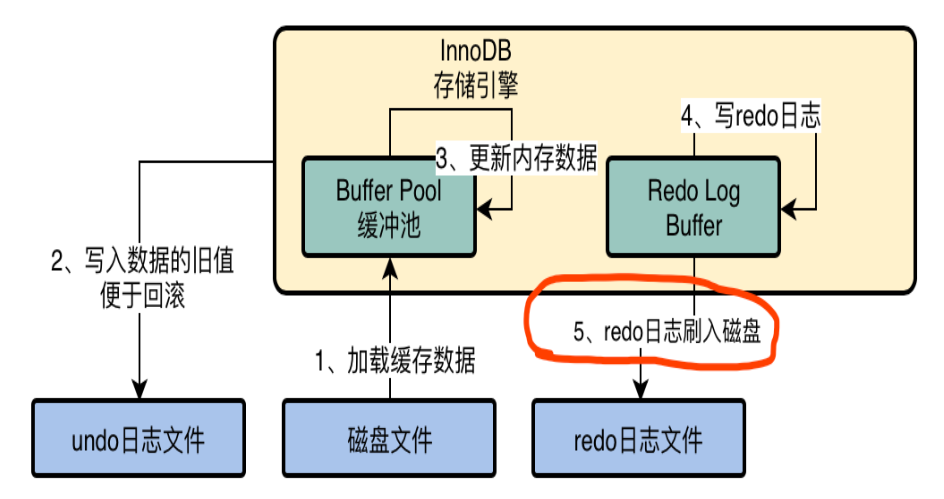 InnoDB
存储引擎
4、写redo日志
3、更新内存数据
Buffer Pool
缓冲池
Redo Log
Buffer
2、写入数据的旧值
便于回滚
1、加载缓存数据
5、redo日志刷入磁盘
undo日志文件
磁盘文件
redo日志文件